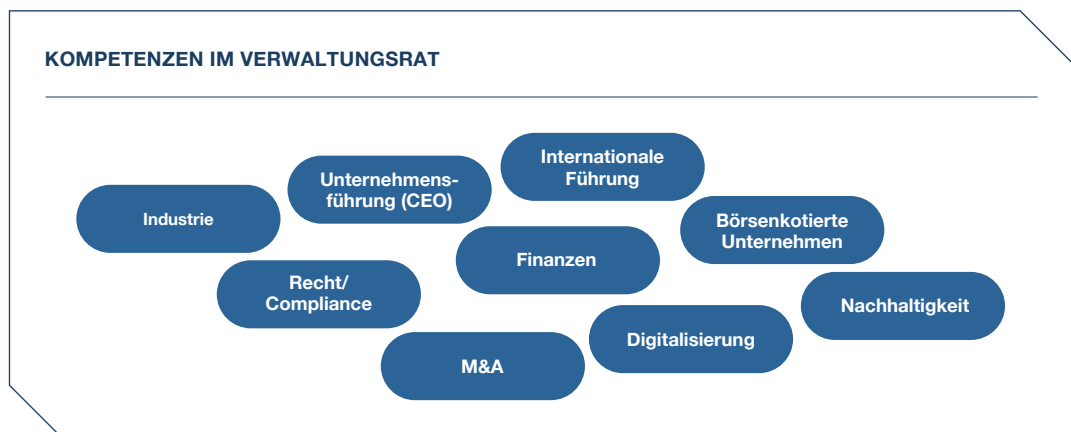 KOMPETENZEN IM VERWALTUNGSRAT
Internationale
Führung
Unternehmens-
führung (CEO)
Industrie
Börsenkotierte
Unternehmen
Finanzen
Recht/
Compliance
Nachhaltigkeit
Digitalisierung
M&A